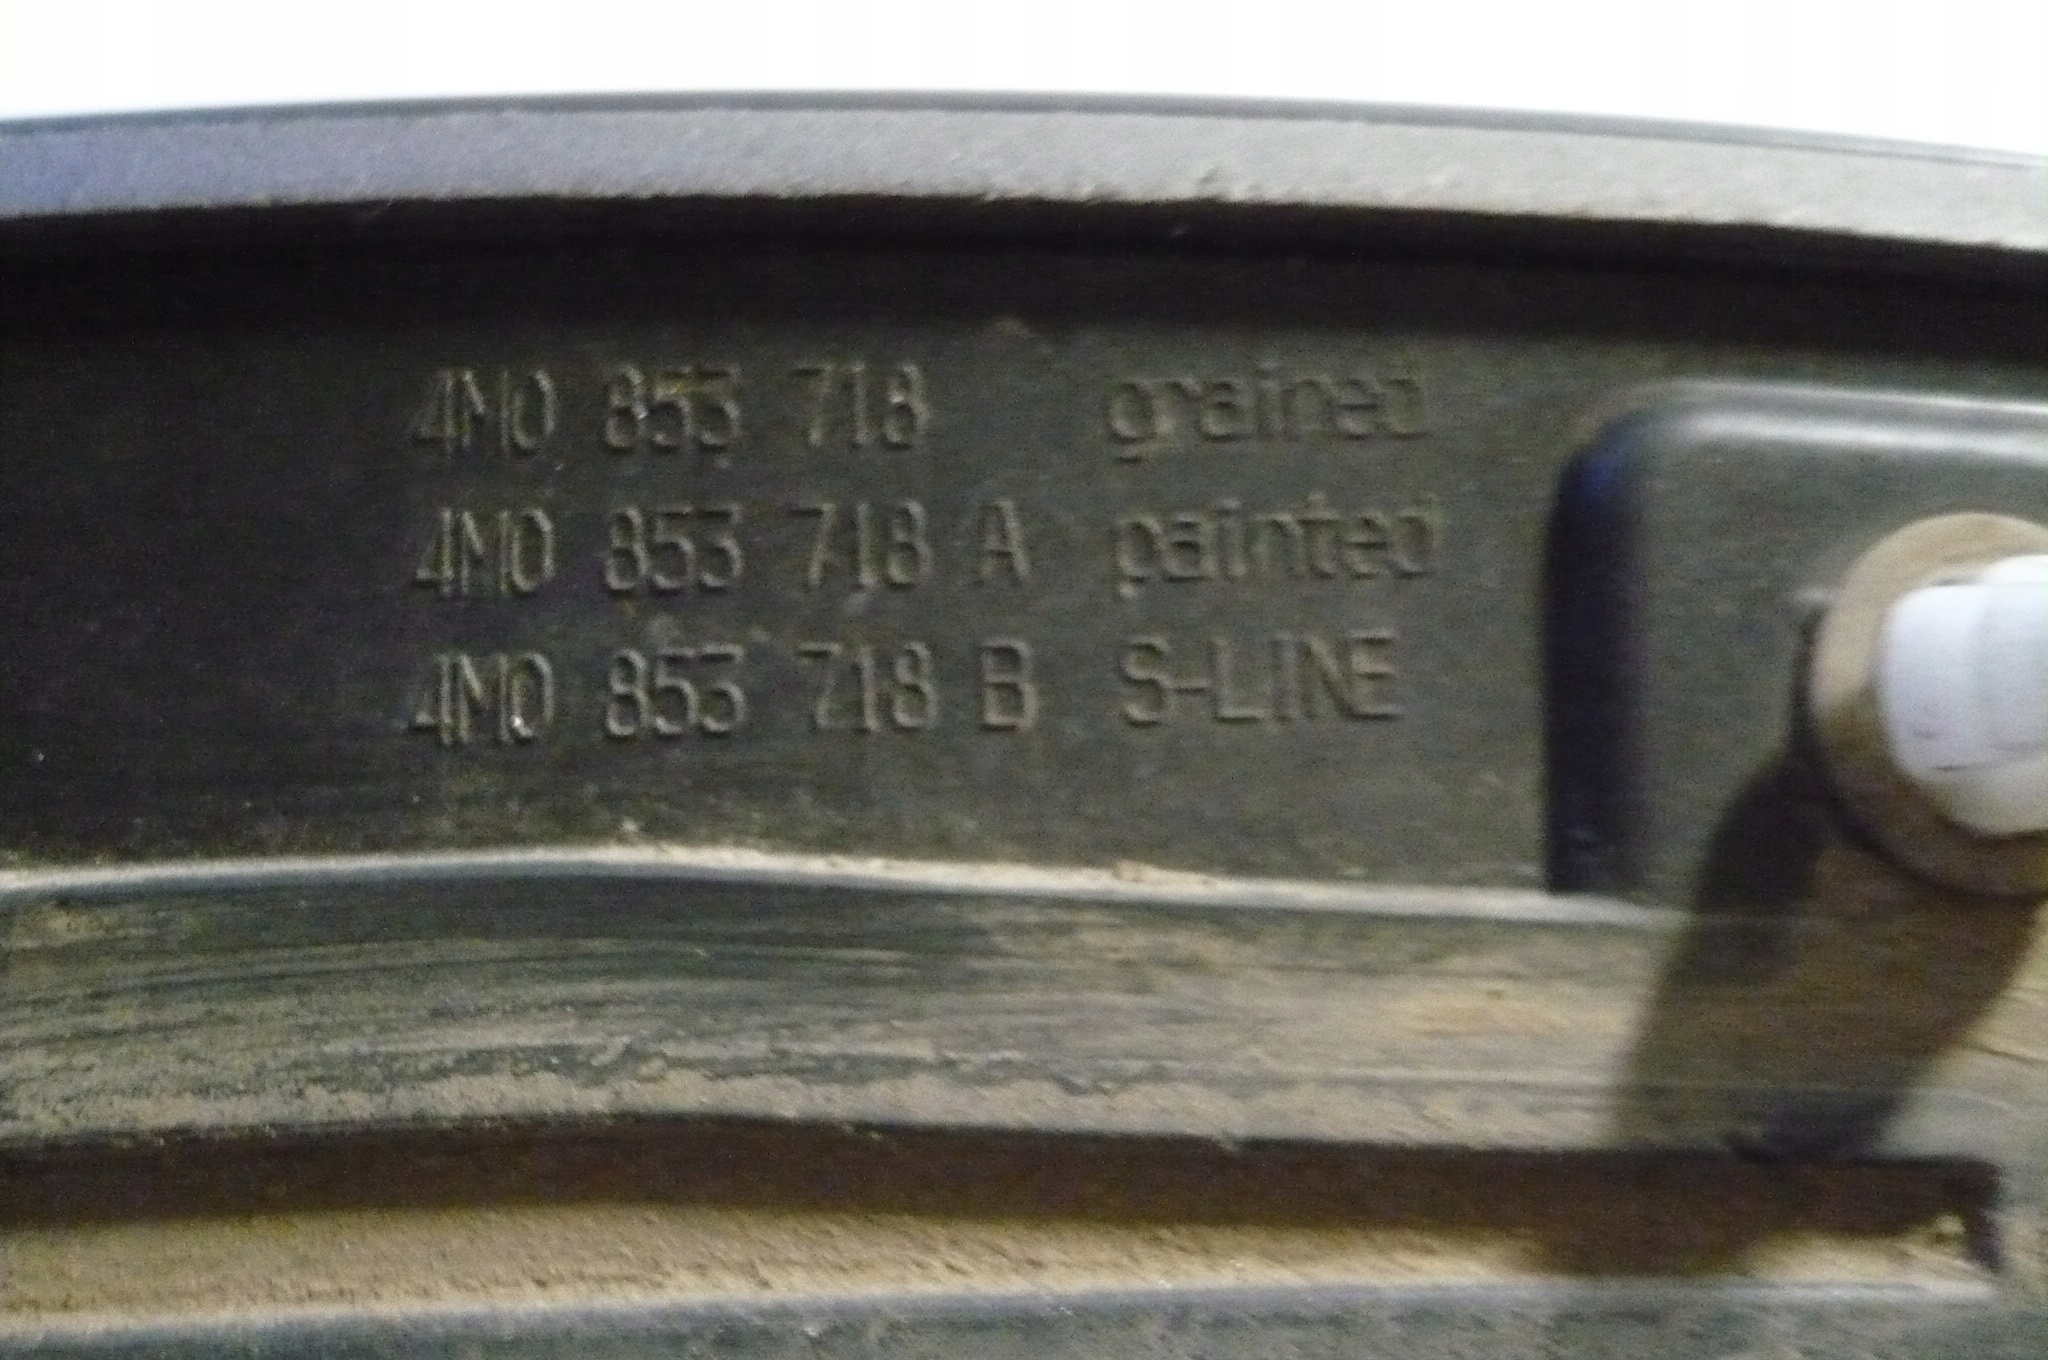 4M0 853 718 grained
4M0 853 718 A painted
4M0 853 718 B S-LINE